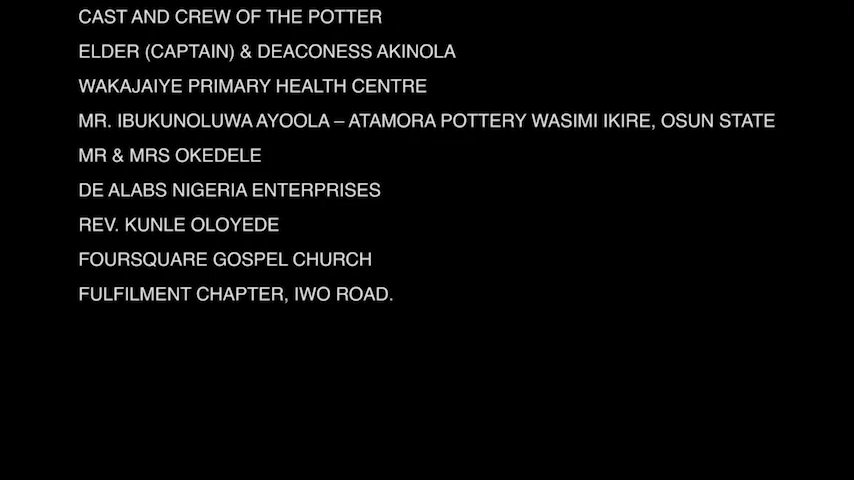 CAST AND CREW OF THE POTTER
ELDER (CAPTAIN) & DEACONESS AKINOLA
WAKAJAIYE PRIMARY HEALTH CENTRE
MR. IBUKUNOLUWA AYOOLA – ATAMORA POTTERY WASIMI IKIRE, OSUN STATE
MR & MRS OKEDELE
DE ALABS NIGERIA ENTERPRISES
REV. KUNLE OLOYEDE
FOURSQUARE GOSPEL CHURCH
FULFILMENT CHAPTER, IWO ROAD.